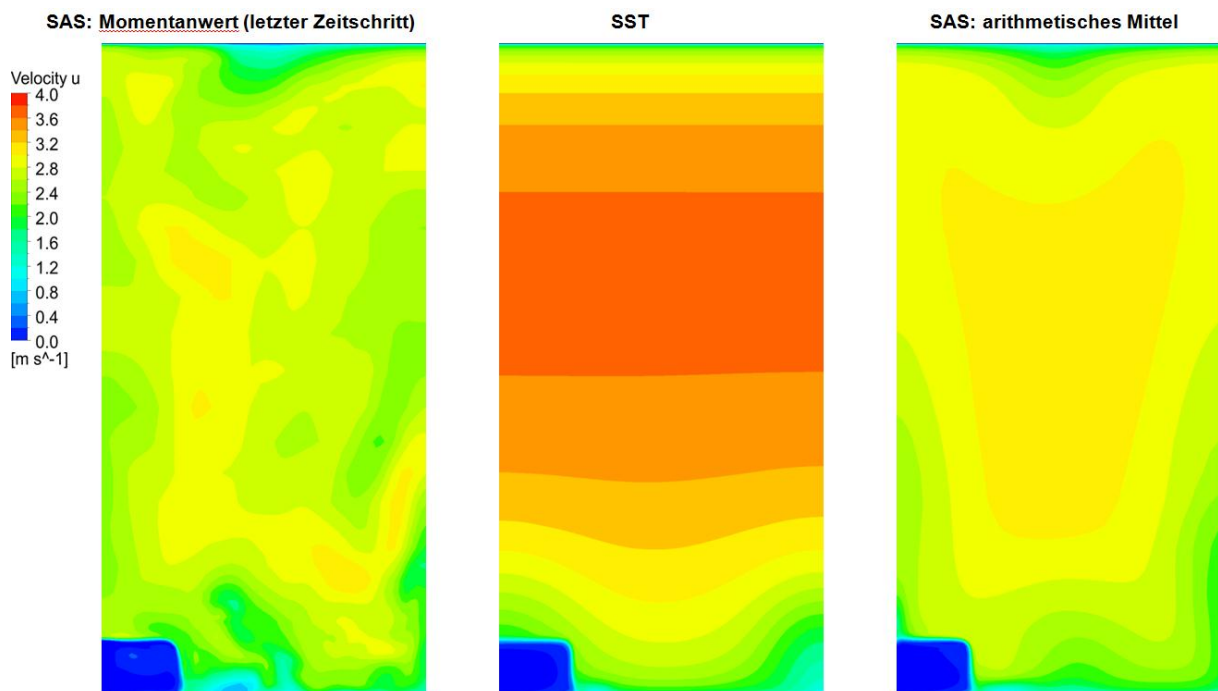 SAS: Momentanwert (letzter Zeitschritt)
SST
SAS: arithmetisches Mittel
Velocity u
4.0
3.6
3.2
2.8
2.4
2.0
1.6
1.2
0.8
0.4
0.0
[m s^-1]